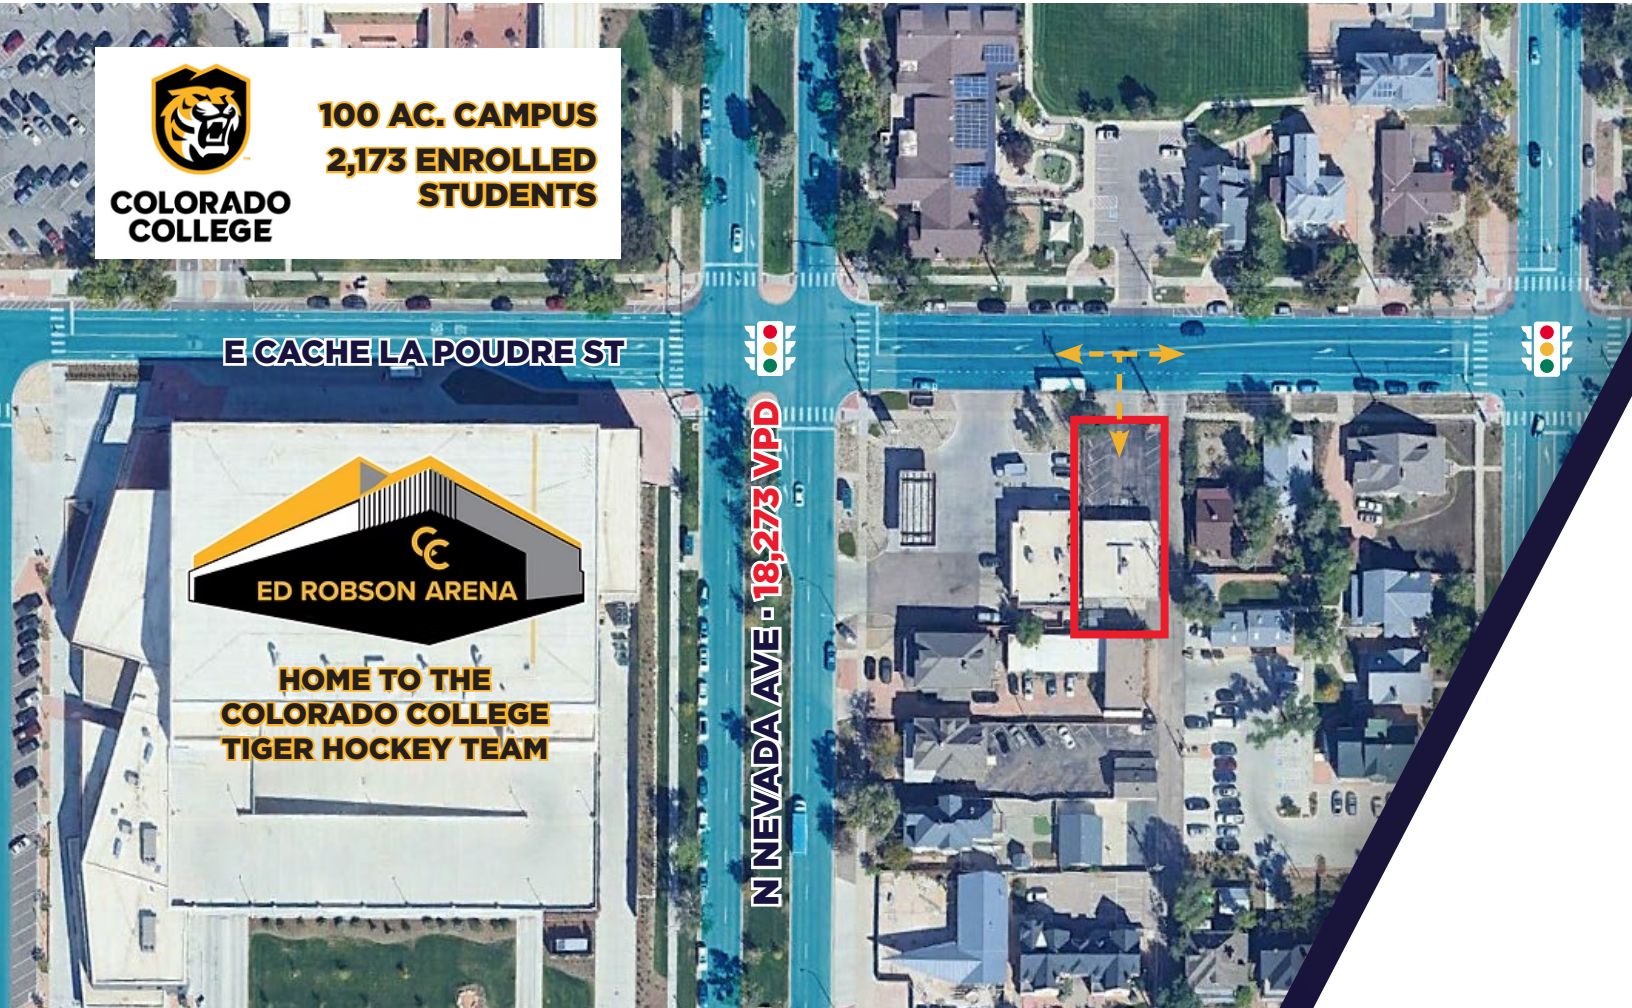 COLORADO
COLLEGE
100 AC. CAMPUS
2,173 ENROLLED
STUDENTS
E CACHE LA POUDRE ST
N NEVADA AVE · 18,273 VPD
CC
ED ROBSON ARENA
HOME TO THE
COLORADO COLLEGE
TIGER HOCKEY TEAM